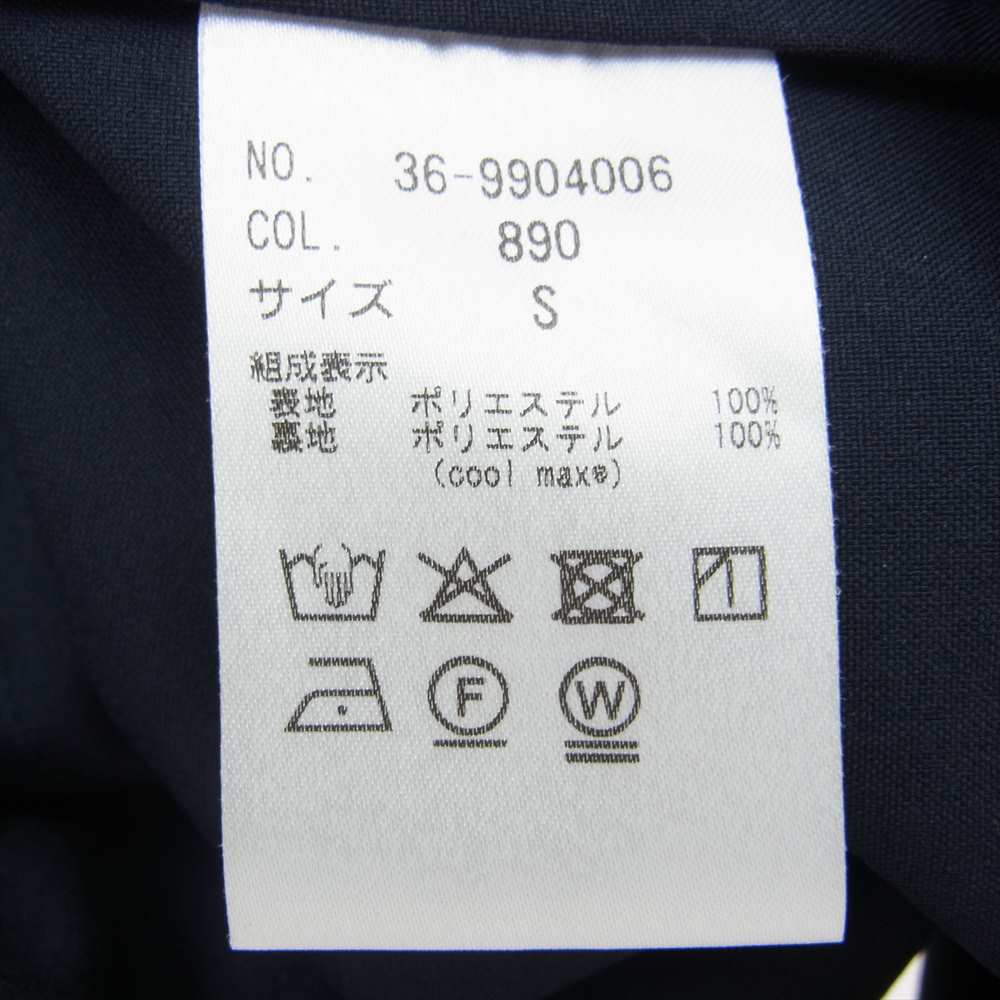 NO. 36-9904006
COL. 890
サイズ S
組成表示
表地 ポリエステル 100%
裏地 ポリエステル 100%
(cool max®)
F W